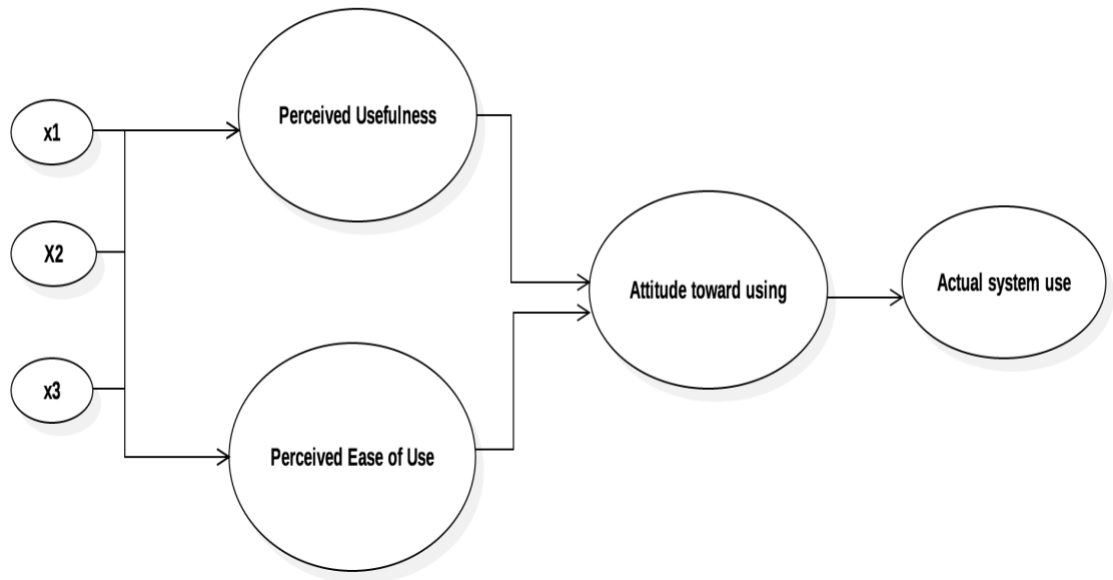 x1
X2
x3
Perceived Usefulness
Perceived Ease of Use
Attitude toward using
Actual system use